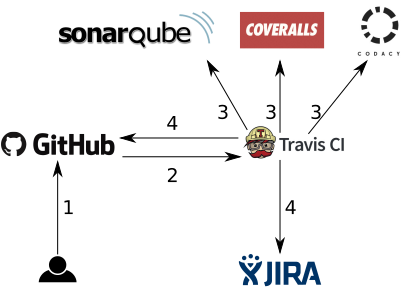 sonarqube
COVERALLS
CODACY
3
3
3
4
GitHub
Travis CI
2
1
4
JIRA